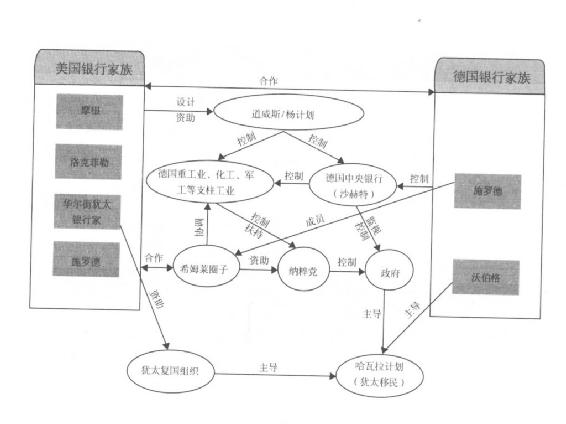 美国银行家族
德国银行家族
合作
摩根
设计
资助
道威斯/杨计划
控制
控制
洛克菲勒
德国重工业、化工、军
工等支柱工业
控制
德国中央银行
（沙赫特）
控制
施罗德
华尔街犹太
银行家
控制
扶持
成员
监视
控制
施罗德
合作
希姆莱圈子
资助
纳粹党
控制
政府
沃伯格
资助
主导
主导
犹太复国组织
主导
哈瓦拉计划
（犹太移民）